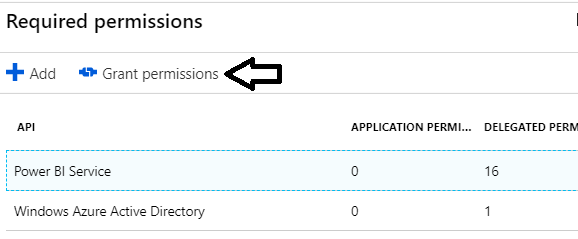 Required permissions
Add Grant permissions
API APPLICATION PERMI... DELEGATED PERM
Power BI Service 0 16
Windows Azure Active Directory 0 1